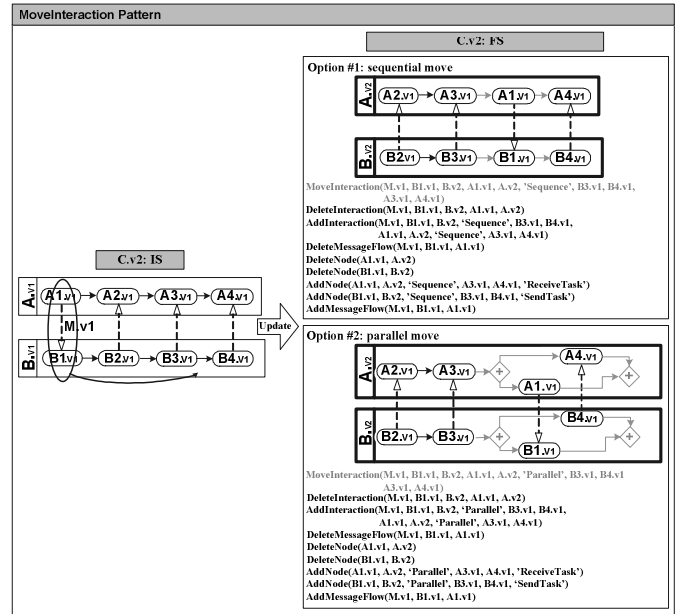 MoveInteraction Pattern
C.v2: IS
A.v1
A1.v1 A2.v1 A3.v1 A4.v1
M.v1
B.v1
B1.v1 B2.v1 B3.v1 B4.v1
Update
C.v2: FS
Option #1: sequential move
A.v2
A2.v1 A3.v1 A1.v1 A4.v1
B.v2
B2.v1 B3.v1 B1.v1 B4.v1
MoveInteraction(M.v1, B1.v1, B.v2, A1.v1, A.v2, 'Sequence', B3.v1, B4.v1,
A3.v1, A4.v1)
DeleteInteraction(M.v1, B1.v1, B.v2, A1.v1, A.v2)
AddInteraction(M.v1, B1.v1, B.v2, 'Sequence', B3.v1, B4.v1,
A1.v1, A.v2, 'Sequence', A3.v1, A4.v1)
DeleteMessageFlow(M.v1, B1.v1, A1.v1)
DeleteNode(A1.v1, A.v2)
DeleteNode(B1.v1, B.v2)
AddNode(A1.v1, A.v2, 'Sequence', A3.v1, A4.v1, 'ReceiveTask')
AddNode(B1.v1, B.v2, 'Sequence', B3.v1, B4.v1, 'SendTask')
AddMessageFlow(M.v1, B1.v1, A1.v1)
Option #2: parallel move
A.v2
A2.v1 A3.v1 A1.v1 A4.v1
B.v2
B2.v1 B3.v1 B1.v1 B4.v1
MoveInteraction(M.v1, B1.v1, B.v2, A1.v1, A.v2, 'Parallel', B3.v1, B4.v1
A3.v1, A4.v1)
DeleteInteraction(M.v1, B1.v1, B.v2, A1.v1, A.v2)
AddInteraction(M.v1, B1.v1, B.v2, 'Parallel', B3.v1, B4.v1,
A1.v1, A.v2, 'Parallel', A3.v1, A4.v1)
DeleteMessageFlow(M.v1, B1.v1, A1.v1)
DeleteNode(A1.v1, A.v2)
DeleteNode(B1.v1, B.v2)
AddNode(A1.v1, A.v2, 'Parallel', A3.v1, A4.v1, 'ReceiveTask')
AddNode(B1.v1, B.v2, 'Parallel', B3.v1, B4.v1, 'SendTask')
AddMessageFlow(M.v1, B1.v1, A1.v1)